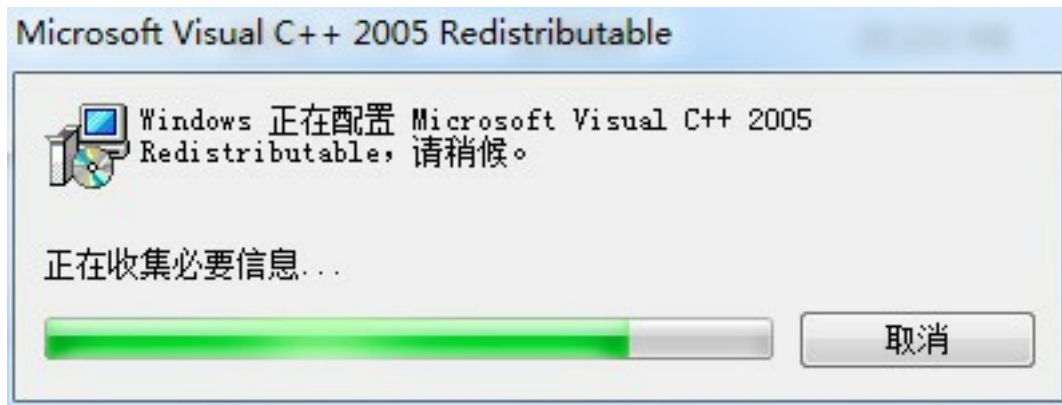 Microsoft Visual C++ 2005 Redistributable
Windows 正在配置 Microsoft Visual C++ 2005
Redistributable，请稍候。
正在收集必要信息...
取消